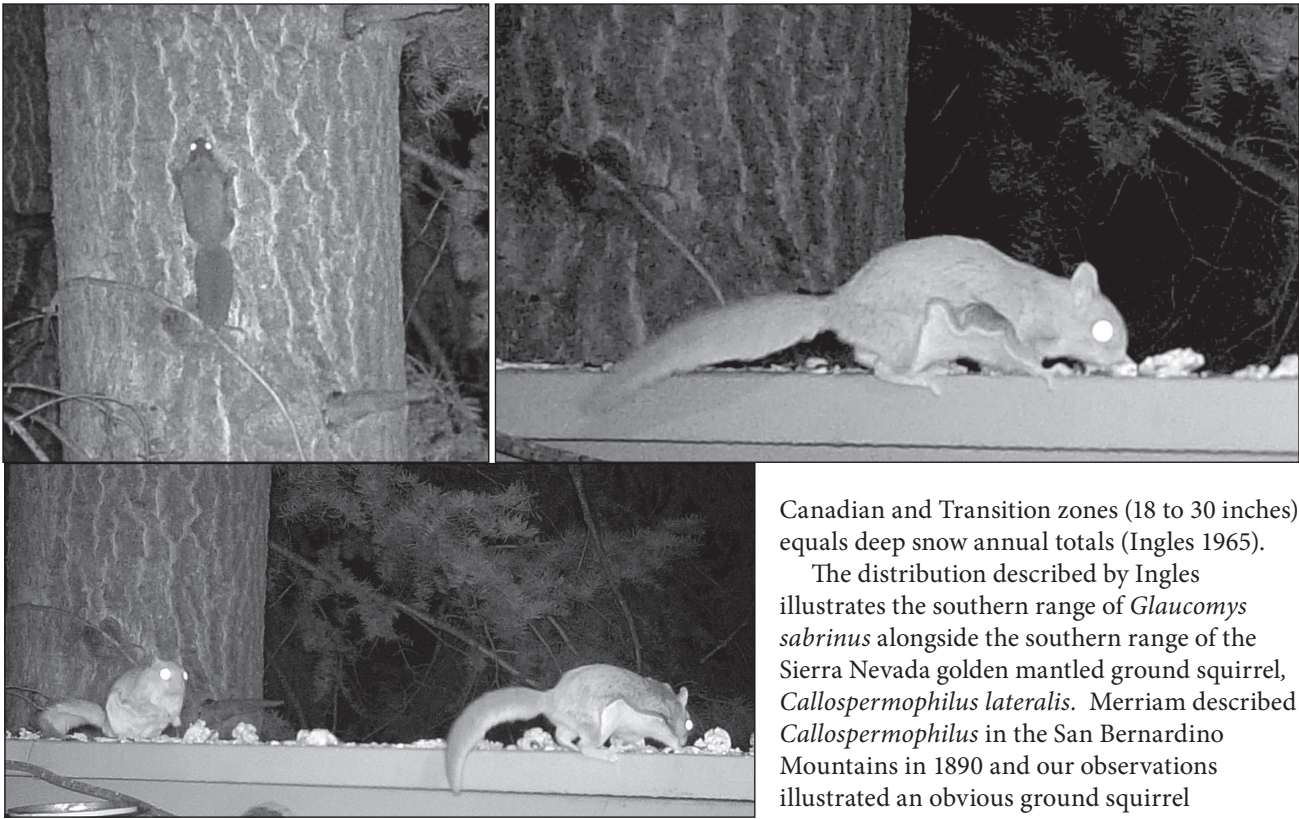 Canadian and Transition zones (18 to 30 inches)
equals deep snow annual totals (Ingles 1965).
The distribution described by Ingles
illustrates the southern range of Glaucomys
sabrinus alongside the southern range of the
Sierra Nevada golden mantled ground squirrel,
Callospermophilus lateralis.  Merriam described
Callospermophilus in the San Bernardino
Mountains in 1890 and our observations
illustrated an obvious ground squirrel